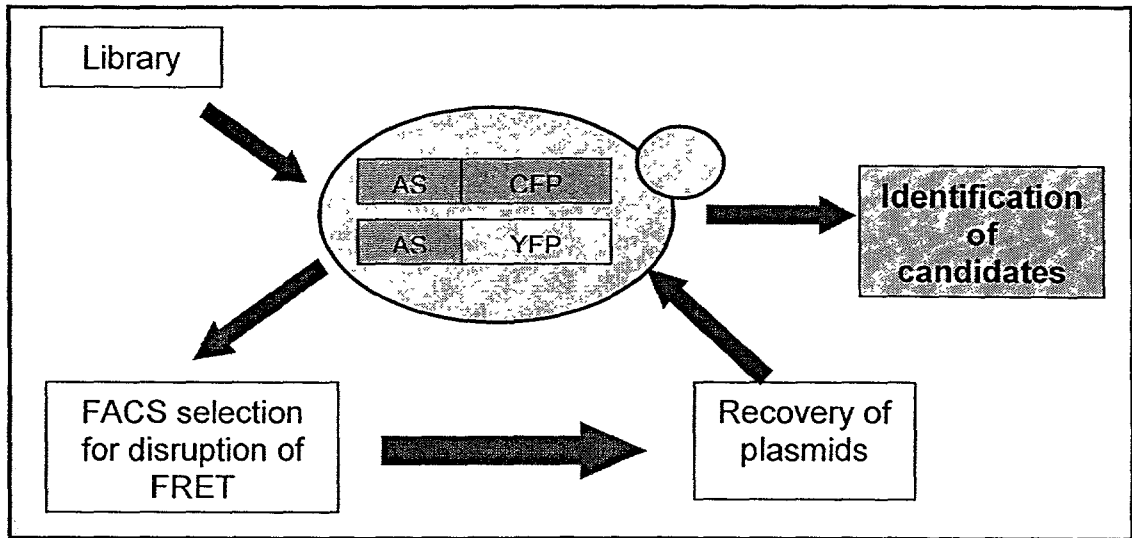 Library
AS CFP
AS YFP
Identification
of
candidates
FACS selection
for disruption of
FRET
Recovery of
plasmids